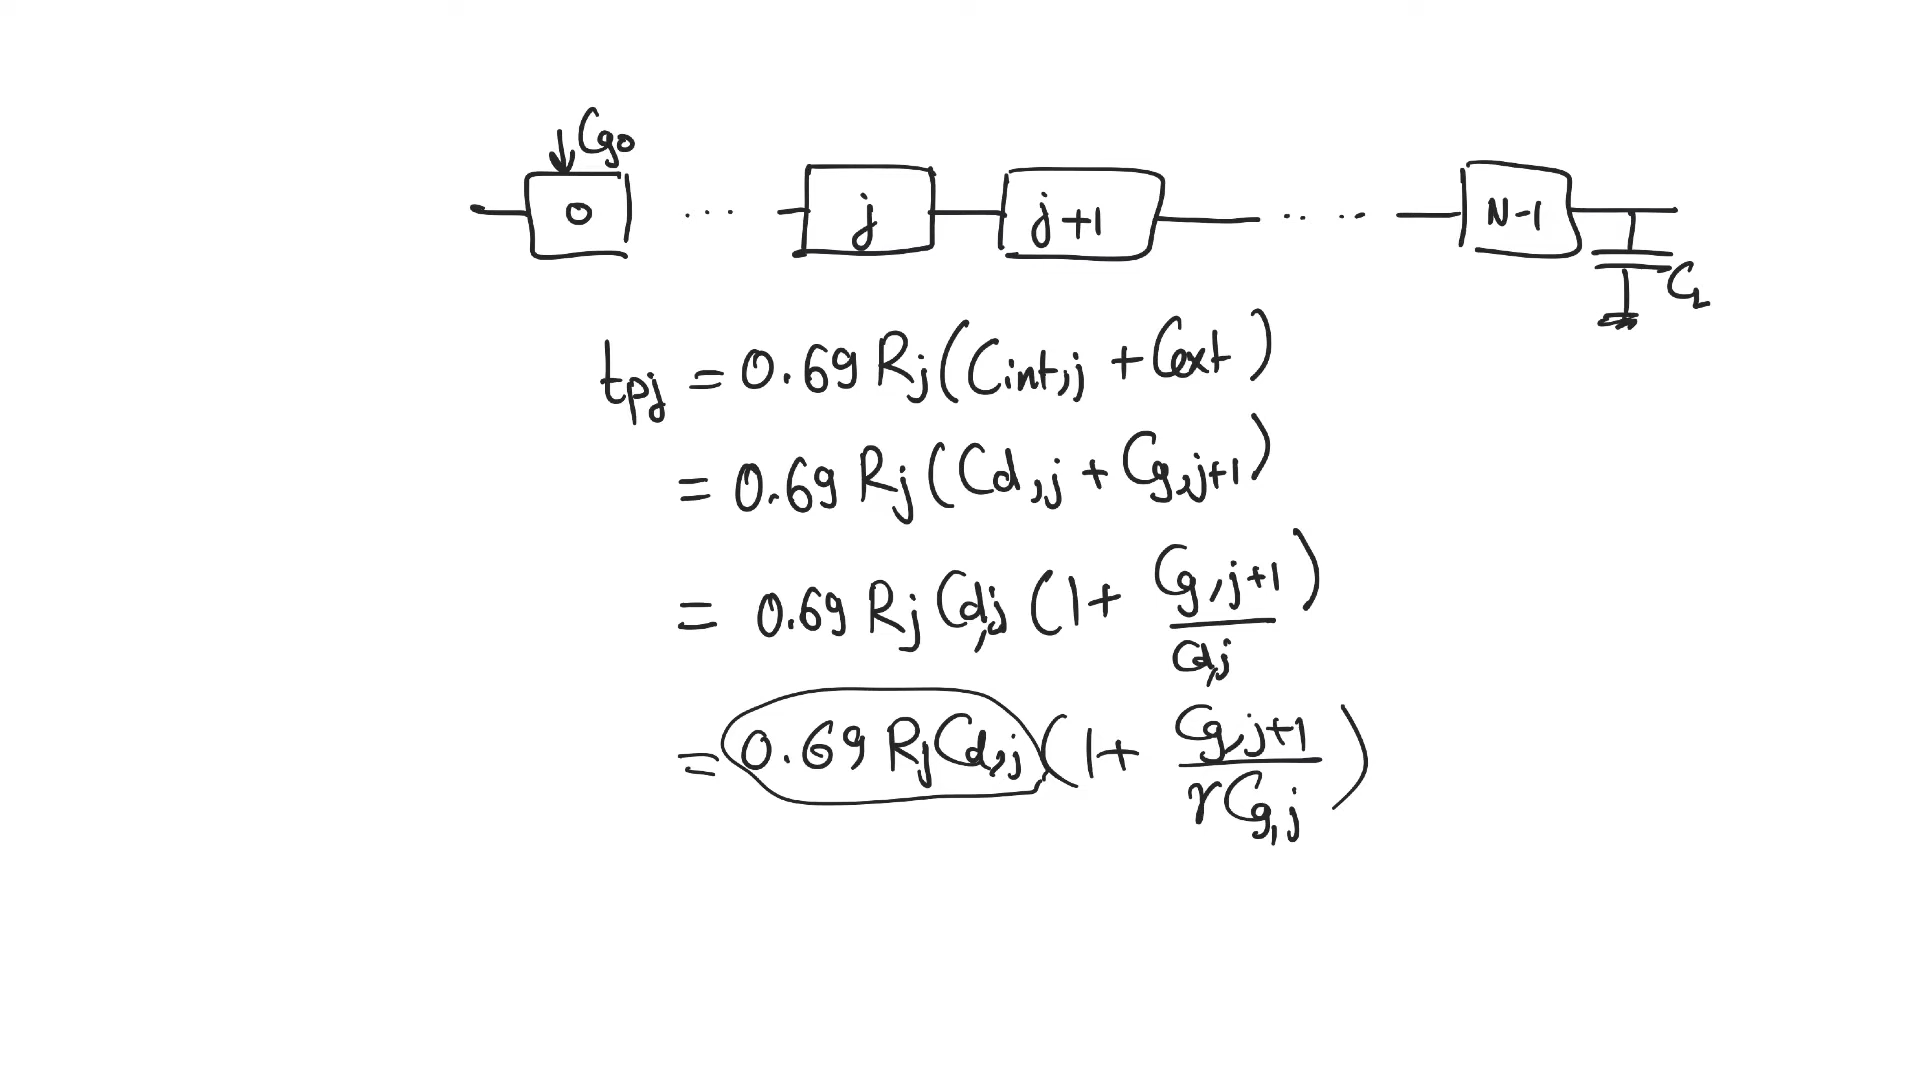 Cg0
0 ... j j+1 .. .. N-1
CL
tpj = 0.69 Rj (Cint,j + Cext)
= 0.69 Rj (Cd,j + Cg,j+1)
= 0.69 Rj Cd,j (1 + Cg,j+1 / Cd,j)
= 0.69 Rj Cd,j (1 + Cg,j+1 / γCg,j)